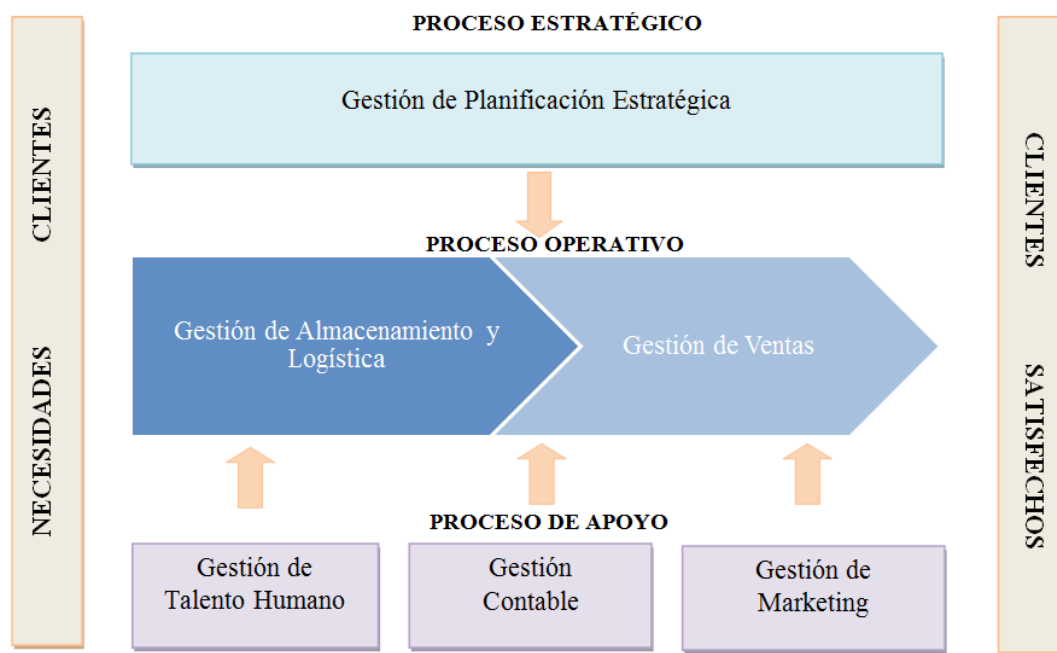 PROCESO ESTRATÉGICO
Gestión de Planificación Estratégica
NECESIDADES CLIENTES
PROCESO OPERATIVO
Gestión de Almacenamiento y
Logística
Gestión de Ventas
PROCESO DE APOYO
Gestión de
Talento Humano
Gestión
Contable
Gestión de
Marketing
CLIENTES SATISFECHOS